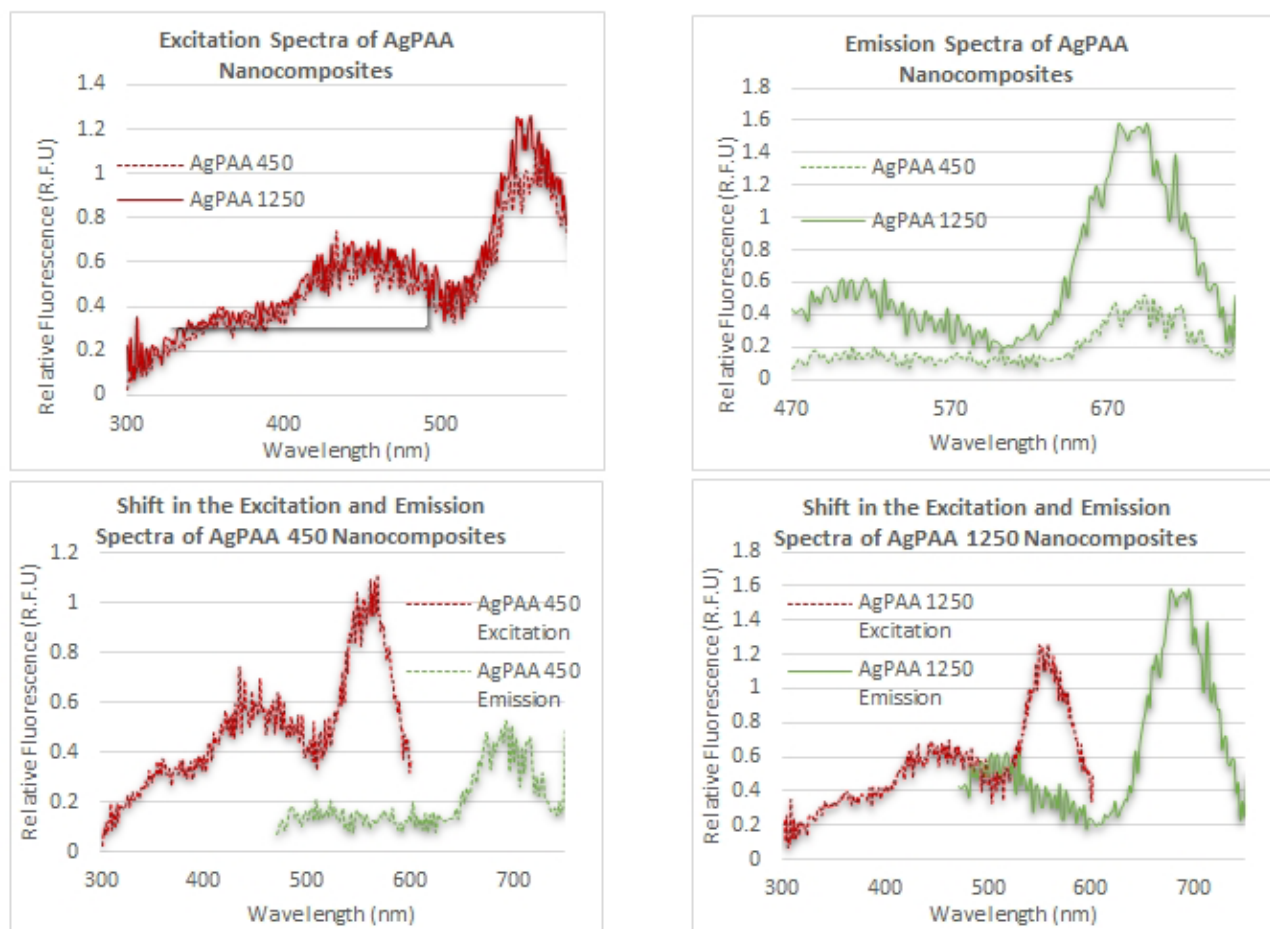 Excitation Spectra of AgPAA
Nanocomposites
Relative Fluorescence (R.F.U)
1.4
1.2
1
0.8
0.6
0.4
0.2
0
AgPAA 450
AgPAA 1250
300
400
500
Wavelength (nm)
Emission Spectra of AgPAA
Nanocomposites
Relative Fluorescence (R.F.U)
1.8
1.6
1.4
1.2
1
0.8
0.6
0.4
0.2
0
AgPAA 450
AgPAA 1250
470
570
670
Wavelength (nm)
Shift in the Excitation and Emission
Spectra of AgPAA 450 Nanocomposites
Relative Fluorescence (R.F.U)
1.2
1
0.8
0.6
0.4
0.2
0
AgPAA 450
Excitation
AgPAA 450
Emission
300
400
500
600
700
Wavelength (nm)
Shift in the Excitation and Emission
Spectra of AgPAA 1250 Nanocomposites
Relative Fluorescence (R.F.U)
1.8
1.6
1.4
1.2
1
0.8
0.6
0.4
0.2
0
AgPAA 1250
Excitation
AgPAA 1250
Emission
300
400
500
600
700
Wavelength (nm)